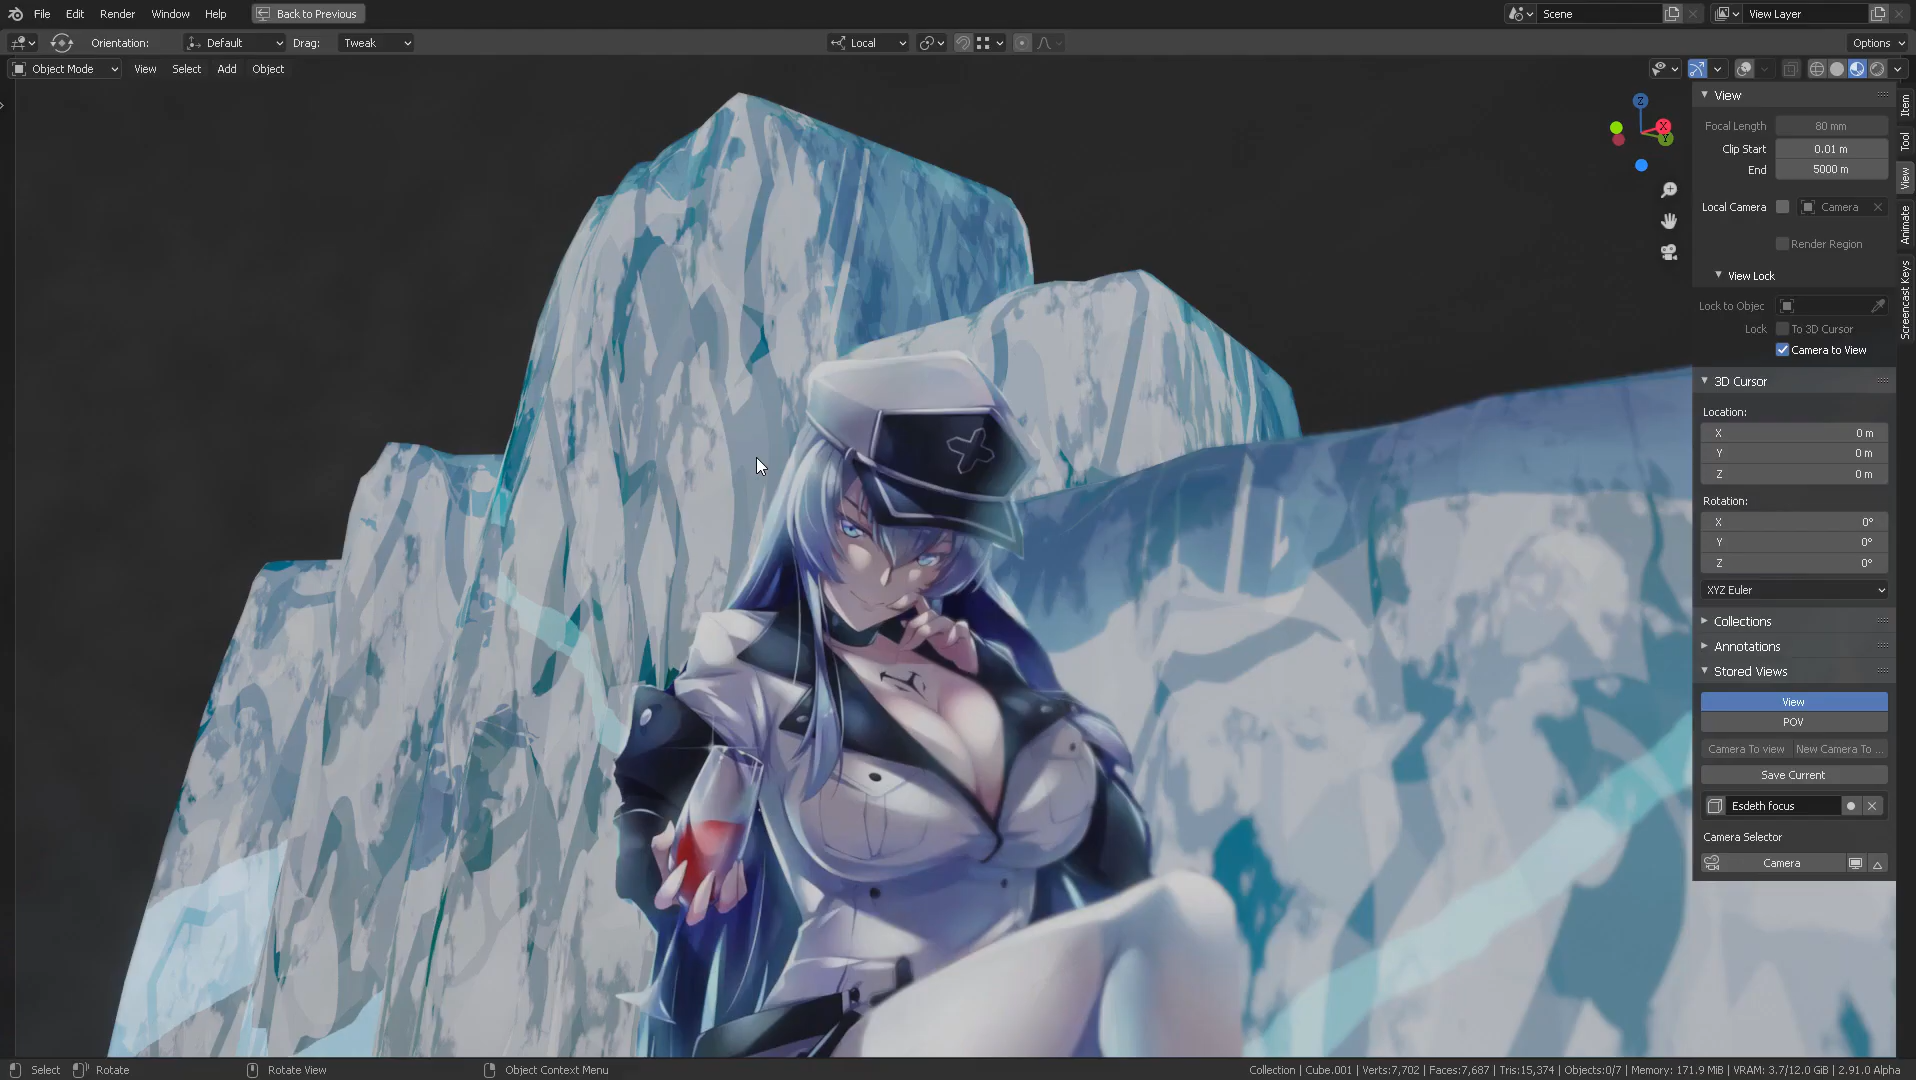 File Edit Render Window Help Back to Previous Scene View Layer
Orientation: Default Drag: Tweak Local Options
Object Mode View Select Add Object
View
Focal Length 80 mm
Clip Start 0.01 m
End 5000 m
Local Camera Camera
Render Region
View Lock
Lock to Objec
Lock To 3D Cursor
Camera to View
3D Cursor
Location:
X 0 m
Y 0 m
Z 0 m
Rotation:
X 0°
Y 0°
Z 0°
XYZ Euler
Collections
Annotations
Stored Views
View
POV
Camera To view New Camera To ...
Save Current
Esdeth focus
Camera Selector
Camera
Item
Tool
View
Animate
Screencast Keys
Z
X
Y
Select Rotate Rotate View Object Context Menu Collection | Cube.001 | Verts:7,702 | Faces:7,687 | Tris:15,374 | Objects:0/7 | Memory: 171.9 MiB | VRAM: 3.7/12.0 GiB | 2.91.0 Alpha